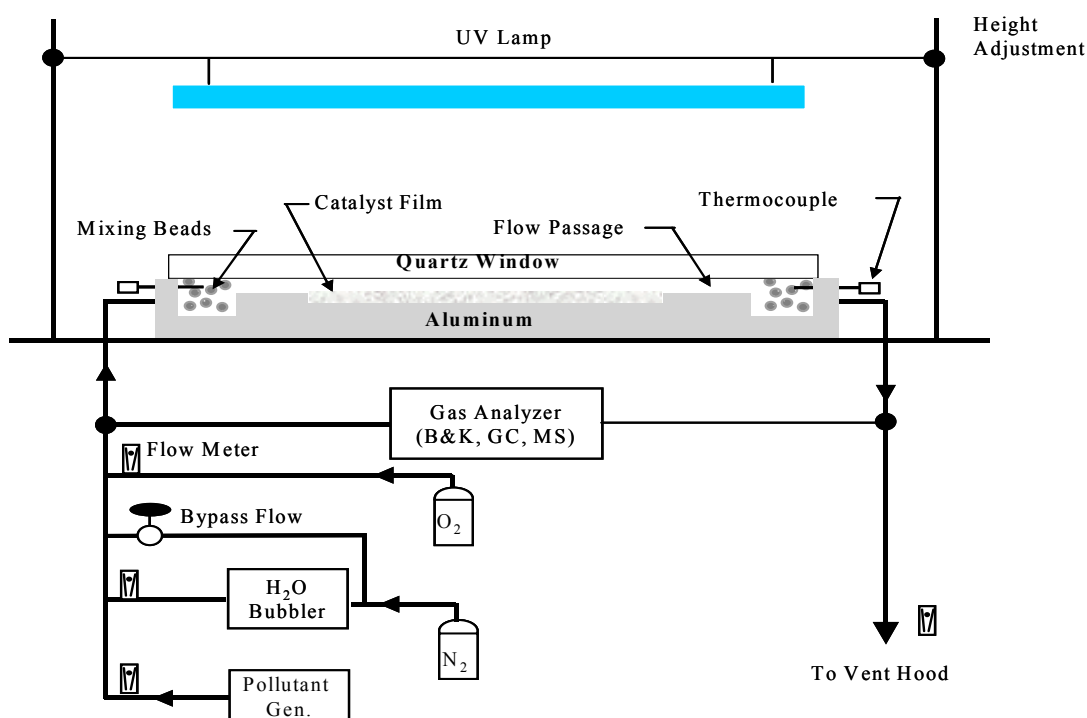 Height
Adjustment
UV Lamp
Thermocouple
Catalyst Film
Mixing Beads
Flow Passage
Quartz Window
Aluminum
Gas Analyzer
(B&K, GC, MS)
Flow Meter
O2
Bypass Flow
H2O
Bubbler
N2
To Vent Hood
Pollutant
Gen.